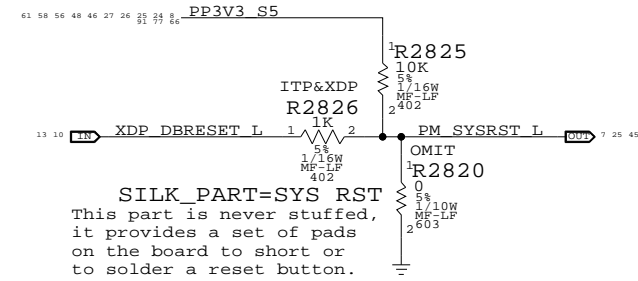 61 58 56 48 46 27 26 25 24 8 PP3V3_S5
91 77 66
1
R2825
10K
5%
1/16W
MF-LF
2 402
ITP&XDP
R2826
13 10 IN XDP_DBRESET_L 1 1K 2 PM_SYSRST_L OUT 7 25 45
5%
1/16W
MF-LF
402
OMIT
1
R2820
0
5%
1/10W
MF-LF
2 603
SILK_PART=SYS RST
This part is never stuffed,
it provides a set of pads
on the board to short or
to solder a reset button.